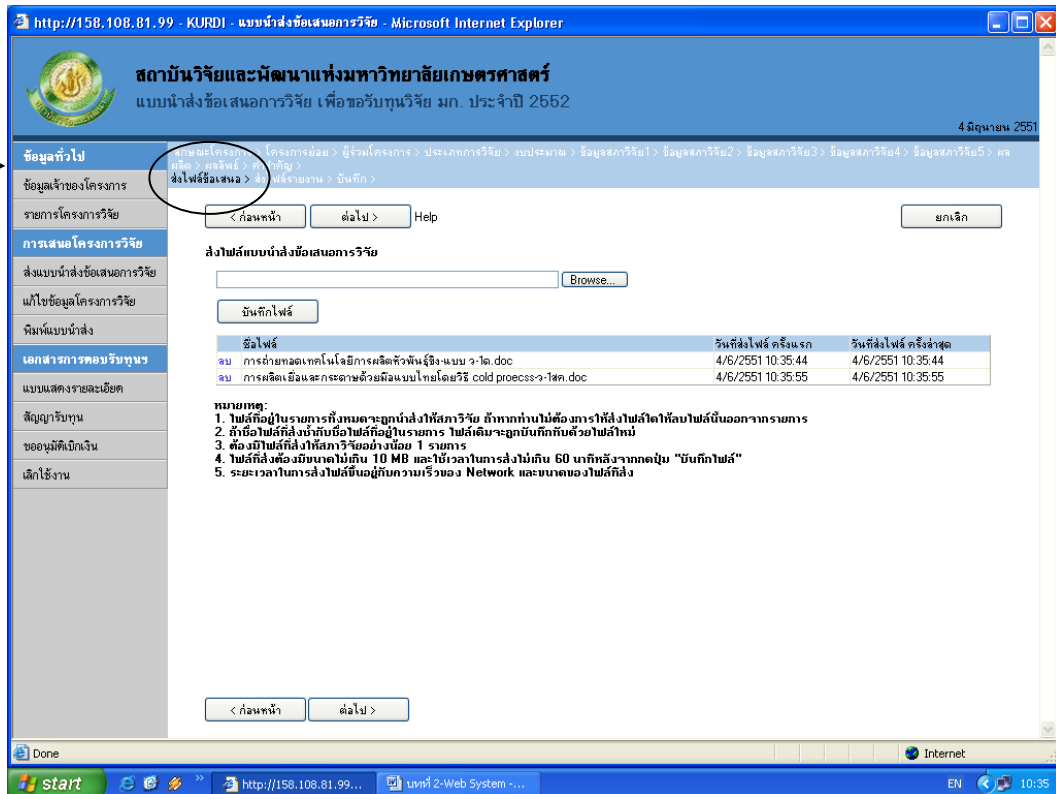 http://158.108.81.99 - KURDI - แบบนำส่งข้อเสนอการวิจัย - Microsoft Internet Explorer
สถาบันวิจัยและพัฒนาแห่งมหาวิทยาลัยเกษตรศาสตร์
แบบนำส่งข้อเสนอการวิจัย เพื่อขอรับทุนวิจัย มก. ประจำปี 2552
4 มิถุนายน 2551
ลักษณะโครงการ > โครงการย่อย > ผู้ร่วมโครงการ > ประเภทการวิจัย > งบประมาณ > ข้อมูลสภาวิจัย1 > ข้อมูลสภาวิจัย2 > ข้อมูลสภาวิจัย3 > ข้อมูลสภาวิจัย4 > ข้อมูลสภาวิจัย5 > ผล
ผลิต > ผลลัพธ์ > คำสำคัญ >
ส่งไฟล์ข้อเสนอ > ส่งไฟล์รายงาน > บันทึก >
ข้อมูลทั่วไป
ข้อมูลเจ้าของโครงการ
รายการโครงการวิจัย
การเสนอโครงการวิจัย
ส่งแบบนำส่งข้อเสนอการวิจัย
แก้ไขข้อมูลโครงการวิจัย
พิมพ์แบบนำส่ง
เอกสารการตอบรับทุนฯ
แบบแสดงรายละเอียด
สัญญารับทุน
ขออนุมัติเบิกเงิน
เลิกใช้งาน
< ก่อนหน้า ต่อไป > Help ยกเลิก
ส่งไฟล์แบบนำส่งข้อเสนอการวิจัย
Browse...
บันทึกไฟล์
ชื่อไฟล์ วันที่ส่งไฟล์ ครั้งแรก วันที่ส่งไฟล์ ครั้งล่าสุด
ลบ การถ่ายทอดเทคโนโลยีการผลิตหัวพันธุ์ขิง-แบบ ว-1ด.doc 4/6/2551 10:35:44 4/6/2551 10:35:44
ลบ การผลิตเยื่อและกระดาษด้วยมือแบบไทยโดยวิธี cold proecss-ว-1สค.doc 4/6/2551 10:35:55 4/6/2551 10:35:55
หมายเหตุ:
1. ไฟล์ที่อยู่ในรายการทั้งหมดจะถูกนำส่งให้สภาวิจัย ถ้าหากท่านไม่ต้องการให้ส่งไฟล์ใดให้ลบไฟล์นั้นออกจากรายการ
2. ถ้าชื่อไฟล์ที่ส่งซ้ำกับชื่อไฟล์ที่อยู่ในรายการ ไฟล์เดิมจะถูกบันทึกทับด้วยไฟล์ใหม่
3. ต้องมีไฟล์ที่ส่งให้สภาวิจัยอย่างน้อย 1 รายการ
4. ไฟล์ที่ส่งต้องมีขนาดไม่เกิน 10 MB และใช้เวลาในการส่งไม่เกิน 60 นาทีหลังจากกดปุ่ม "บันทึกไฟล์"
5. ระยะเวลาในการส่งไฟล์ขึ้นอยู่กับความเร็วของ Network และขนาดของไฟล์ที่ส่ง
< ก่อนหน้า ต่อไป >
Done Internet
start http://158.108.81.99... บทที่ 2-Web System -... EN 10:35